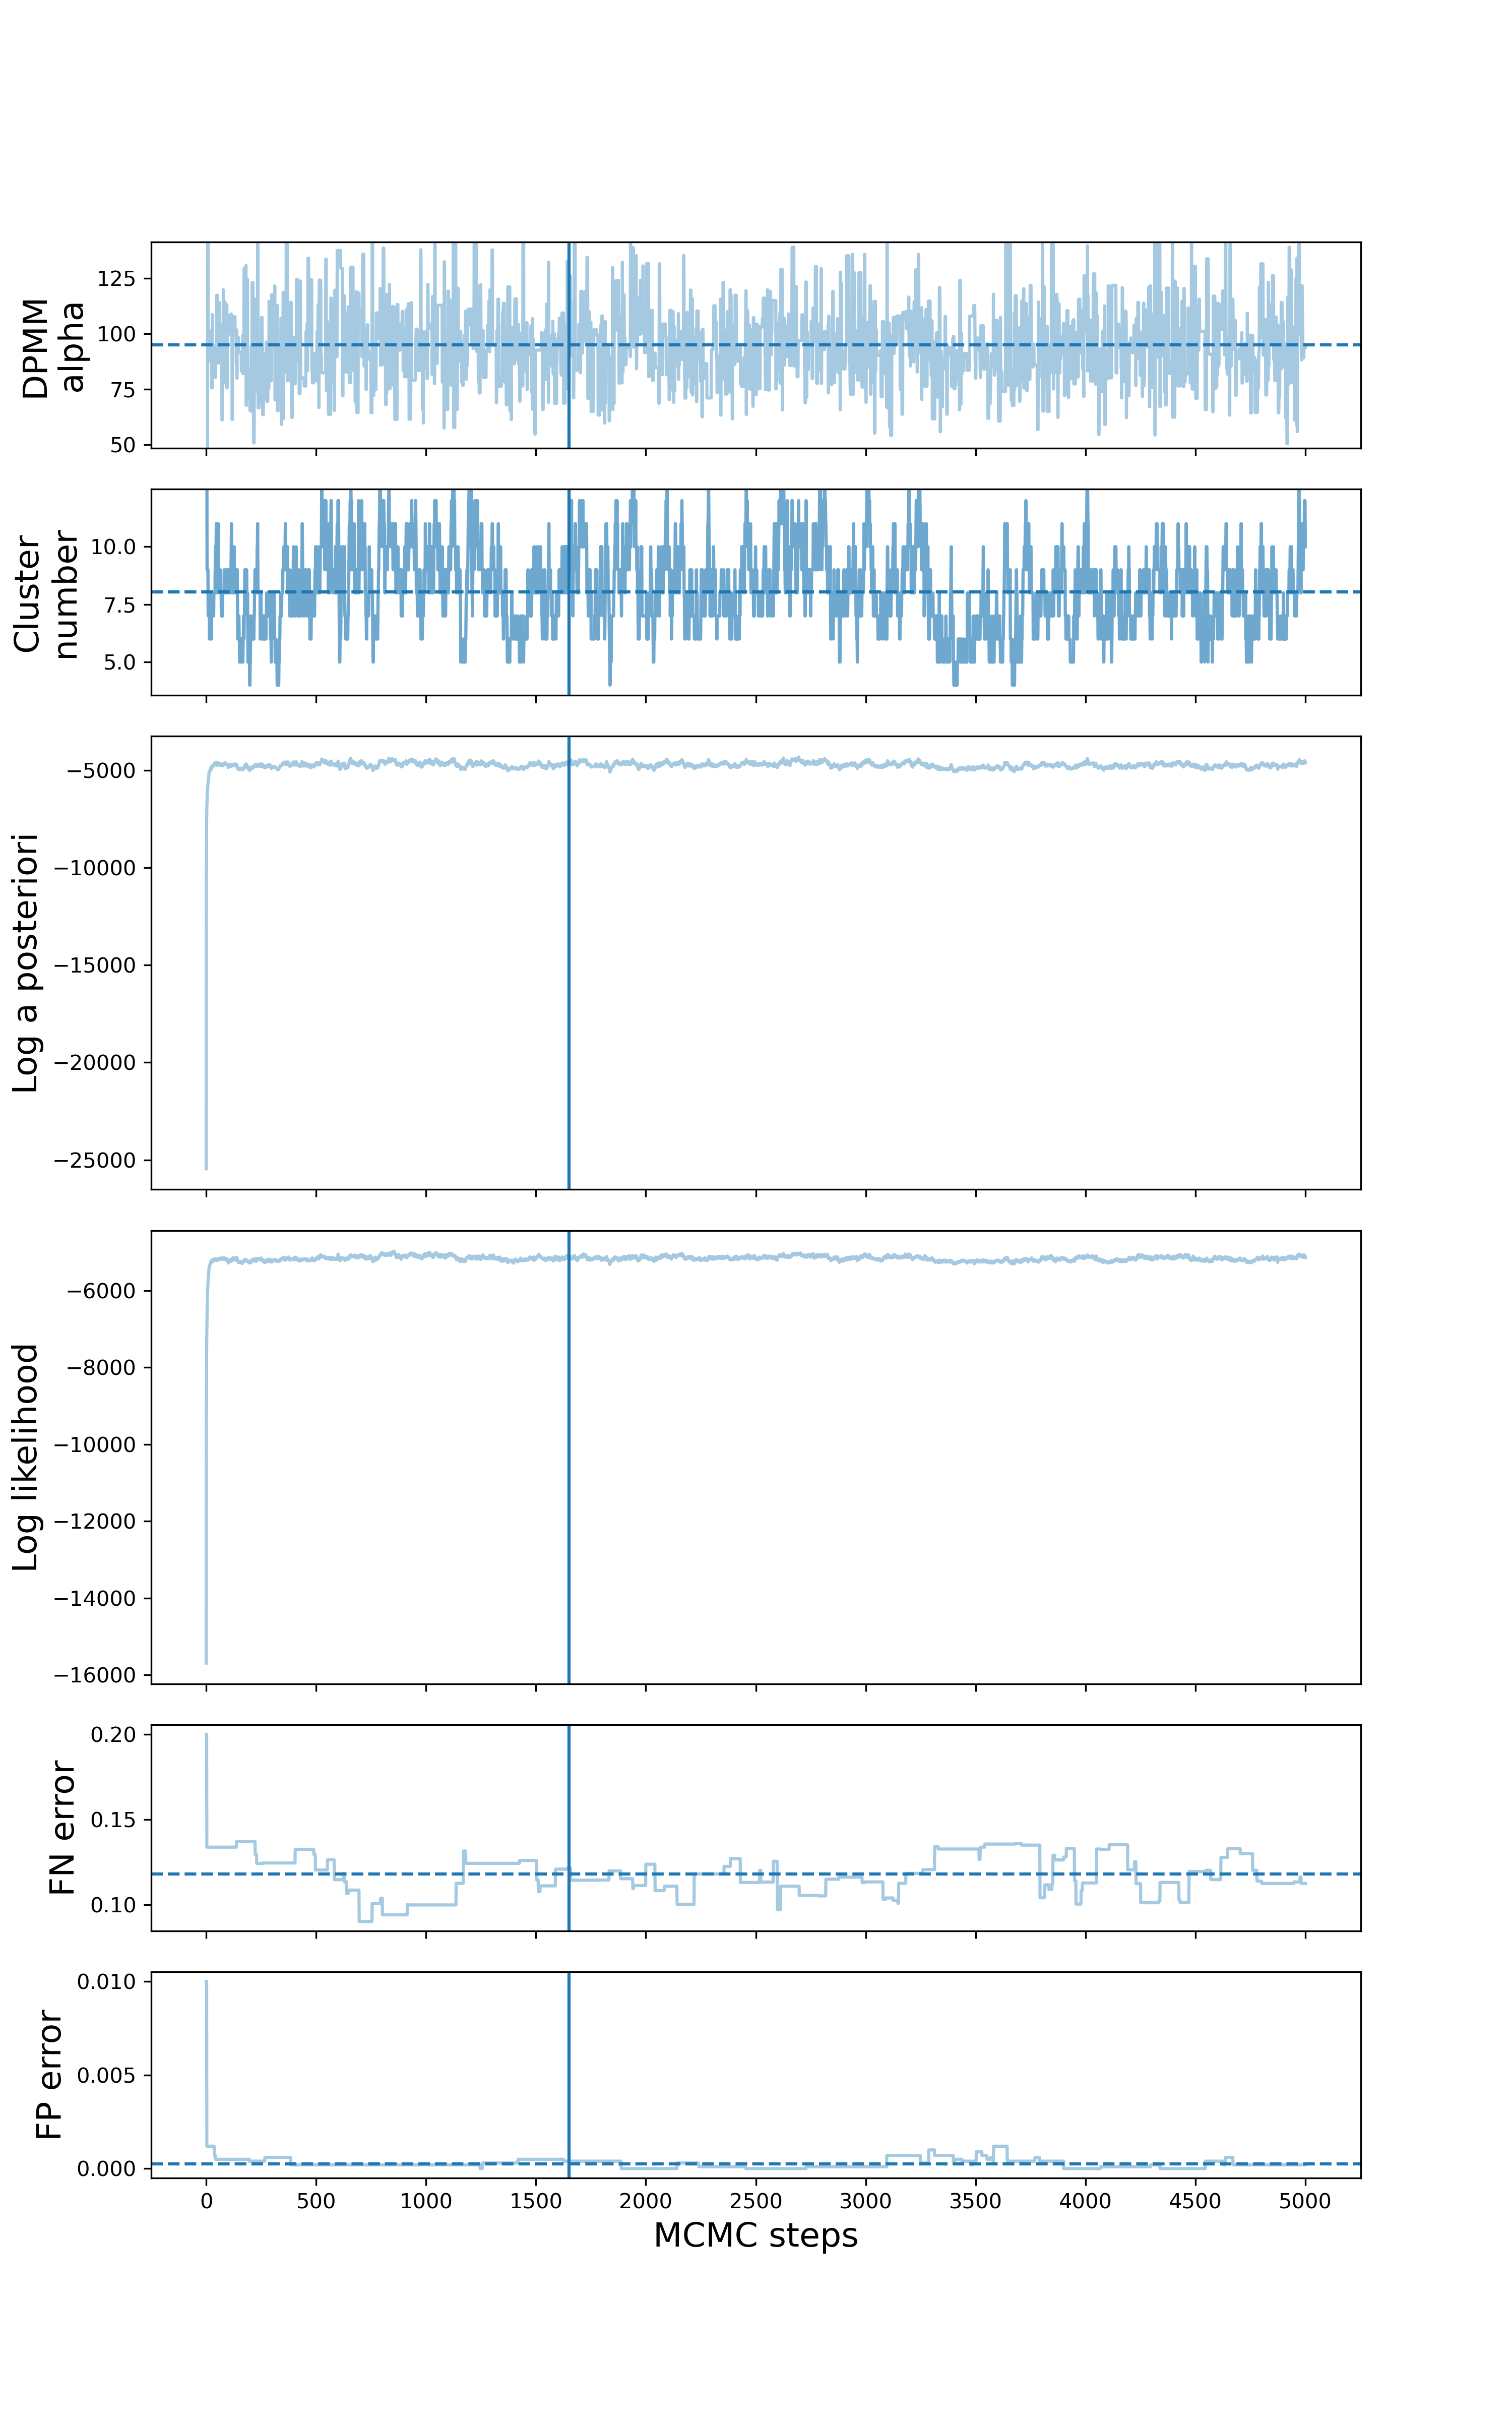 DPMM
alpha
125
100
75
50
Cluster
number
10.0
7.5
5.0
Log a posteriori
−5000
−10000
−15000
−20000
−25000
Log likelihood
−6000
−8000
−10000
−12000
−14000
−16000
FN error
0.20
0.15
0.10
FP error
0.010
0.005
0.000
0 500 1000 1500 2000 2500 3000 3500 4000 4500 5000
MCMC steps